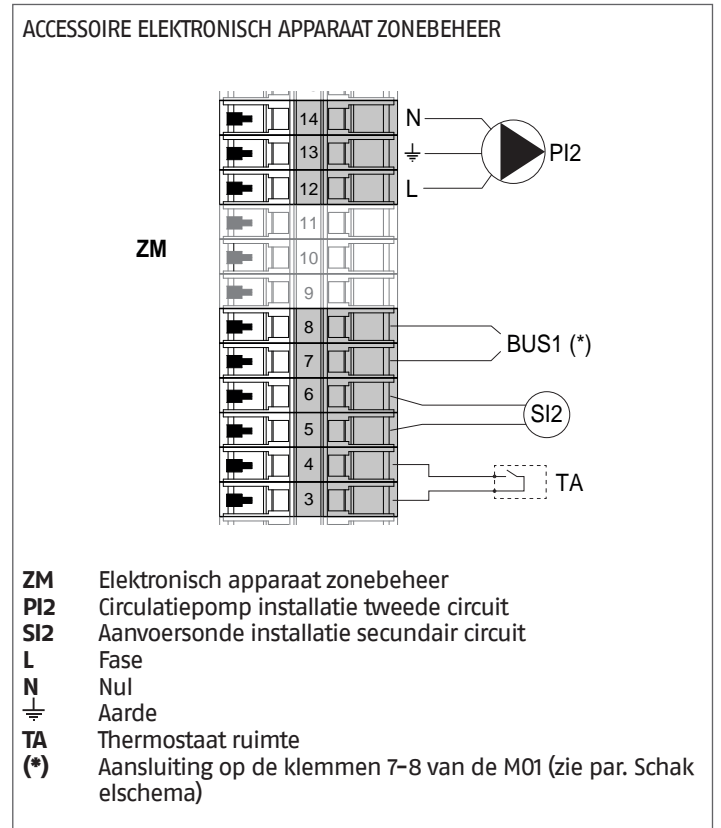 ACCESSOIRE ELEKTRONISCH APPARAAT ZONEBEHEER
14 N
13 ⏚ PI2
12 L
11
ZM
10
9
8
BUS1 (*)
7
6
SI2
5
4
TA
3
ZM Elektronisch apparaat zonebeheer
PI2 Circulatiepomp installatie tweede circuit
SI2 Aanvoersonde installatie secundair circuit
L Fase
N Nul
⏚ Aarde
TA Thermostaat ruimte
(*) Aansluiting op de klemmen 7-8 van de M01 (zie par. Schak
elschema)